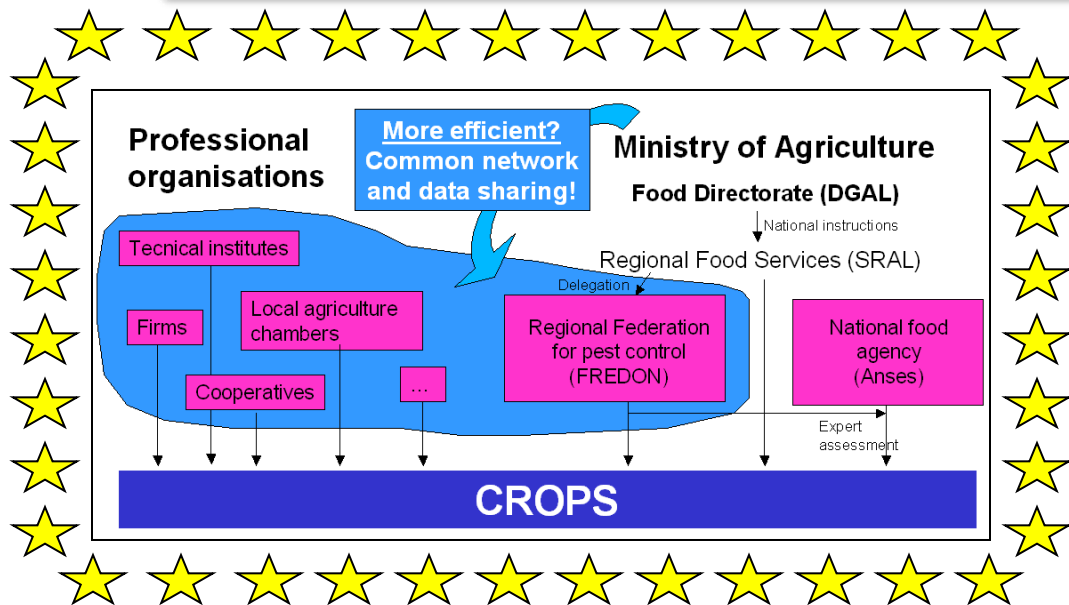 Professional
organisations
More efficient?
Common network
and data sharing!
Ministry of Agriculture
Food Directorate (DGAL)
National instructions
Regional Food Services (SRAL)
Delegation
Tecnical institutes
Firms
Local agriculture
chambers
Cooperatives
...
Regional Federation
for pest control
(FREDON)
National food
agency
(Anses)
Expert
assessment
CROPS